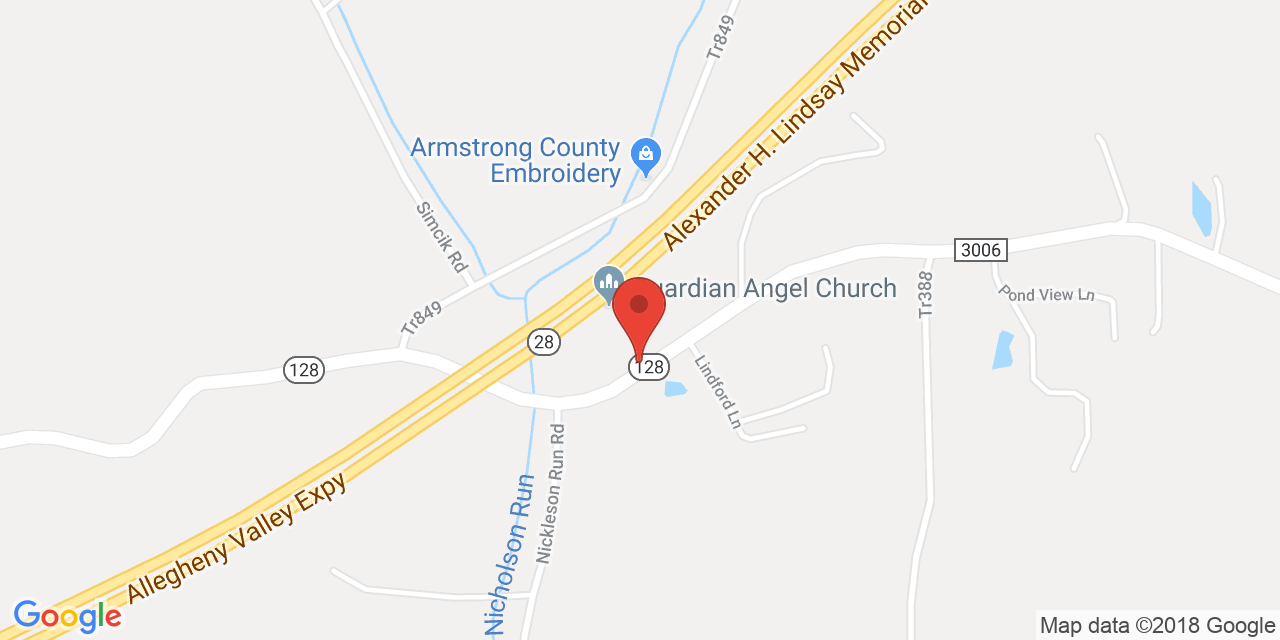 Tr849
Alexander H. Lindsay Memorial
Armstrong County
Embroidery
Simcik Rd
3006
Guardian Angel Church
Tr388
Pond View Ln
Tr849
28
128
128
Lindford Ln
Nickleson Run Rd
Nicholson Run
Allegheny Valley Expy
Google
Map data ©2018 Google